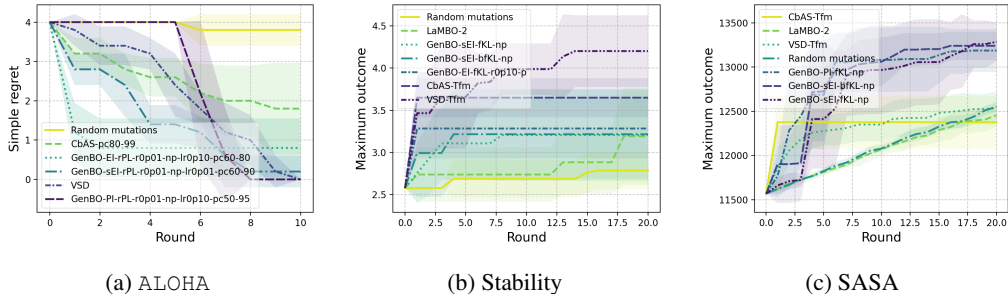 Simple regret
4
3
2
1
0
Random mutations
CbAS-pc80-99
GenBO-EI-rPL-r0p01-np-lr0p10-pc60-80
GenBO-sEI-rPL-r0p01-np-lr0p01-pc60-90
VSD
GenBO-PI-rPL-r0p01-np-lr0p10-pc50-95
0 2 4 6 8 10
Round
(a) ALOHA
Maximum outcome
4.5
4.0
3.5
3.0
2.5
Random mutations
LaMBO-2
GenBO-sEI-fKL-np
GenBO-sEI-bfKL-np
GenBO-EI-fKL-r0p10-p
CbAS-Tfm
VSD-Tfm
0.0 2.5 5.0 7.5 10.0 12.5 15.0 17.5 20.0
Round
(b) Stability
Maximum outcome
13500
13000
12500
12000
11500
CbAS-Tfm
LaMBO-2
VSD-Tfm
Random mutations
GenBO-PI-fKL-np
GenBO-sEI-bfKL-np
GenBO-sEI-fKL-np
0.0 2.5 5.0 7.5 10.0 12.5 15.0 17.5 20.0
Round
(c) SASA